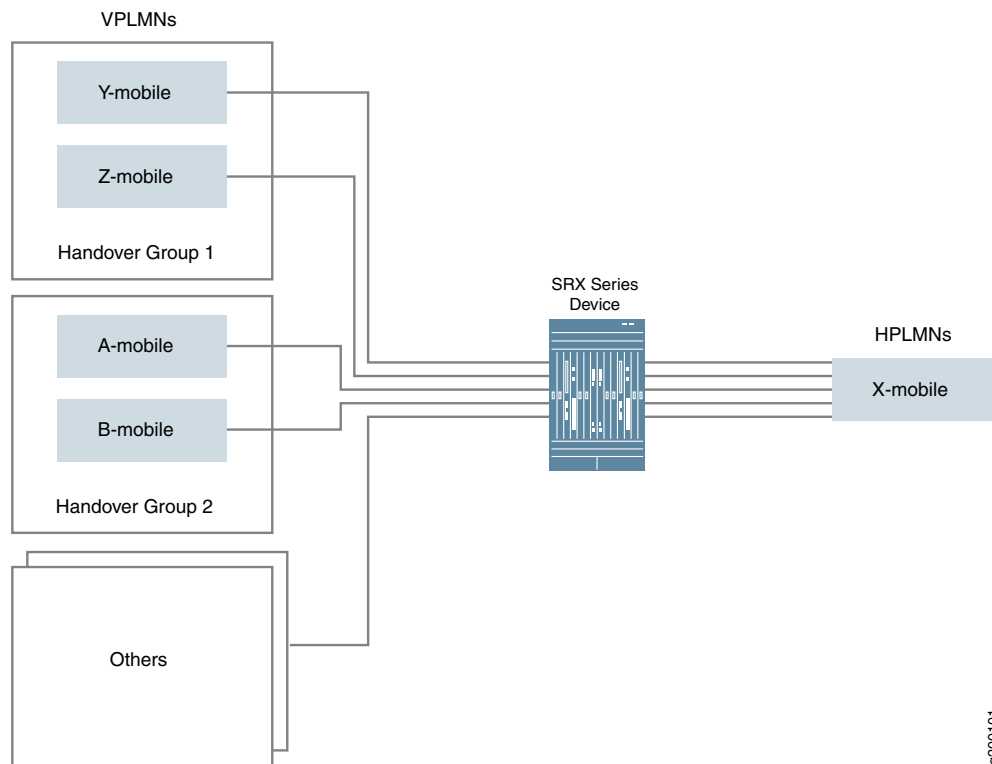 VPLMNs
Y-mobile
Z-mobile
Handover Group 1
A-mobile
B-mobile
Handover Group 2
Others
SRX Series
Device
HPLMNs
X-mobile